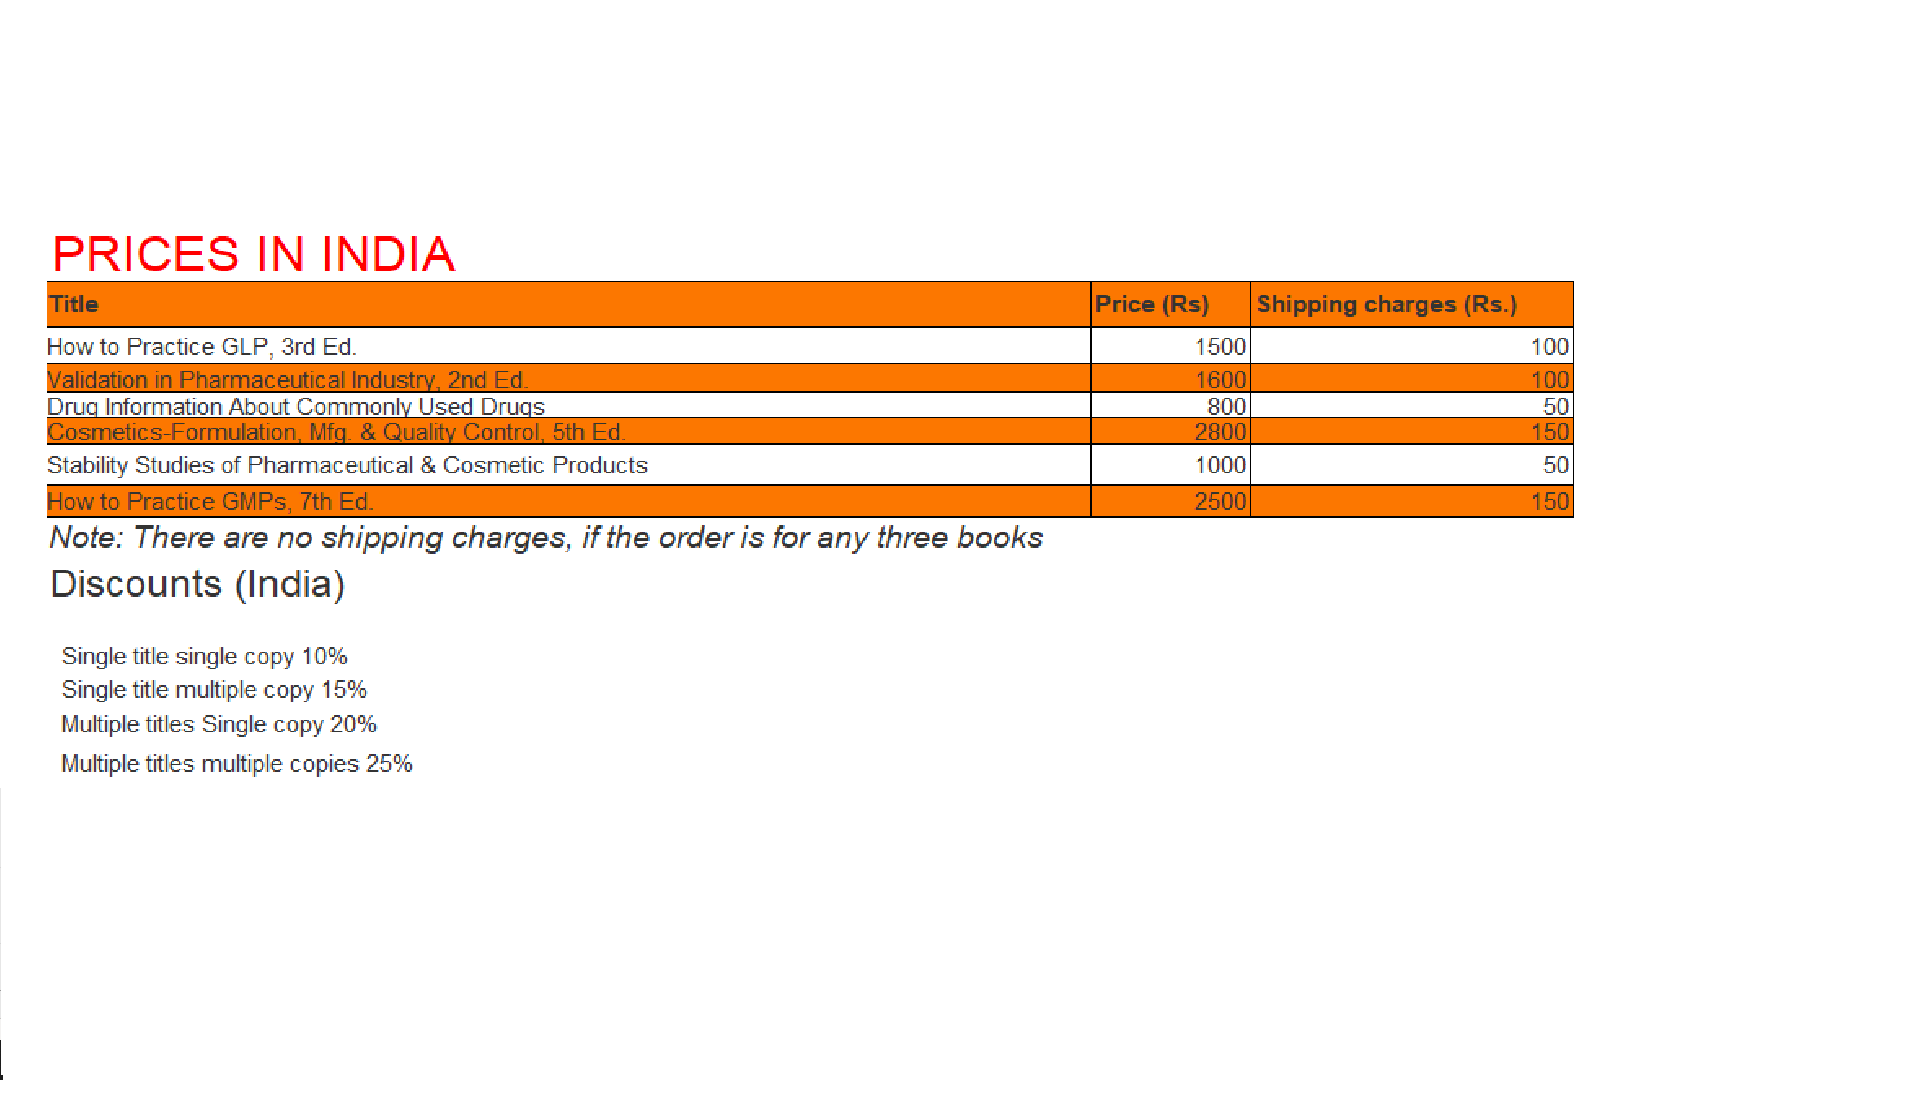 PRICES IN INDIA
Title Price (Rs) Shipping charges (Rs.)
How to Practice GLP, 3rd Ed. 1500 100
Validation in Pharmaceutical Industry, 2nd Ed. 1600 100
Drug Information About Commonly Used Drugs 800 50
Cosmetics-Formulation, Mfg. & Quality Control, 5th Ed. 2800 150
Stability Studies of Pharmaceutical & Cosmetic Products 1000 50
How to Practice GMPs, 7th Ed. 2500 150
Note: There are no shipping charges, if the order is for any three books
Discounts (India)
Single title single copy 10%
Single title multiple copy 15%
Multiple titles Single copy 20%
Multiple titles multiple copies 25%